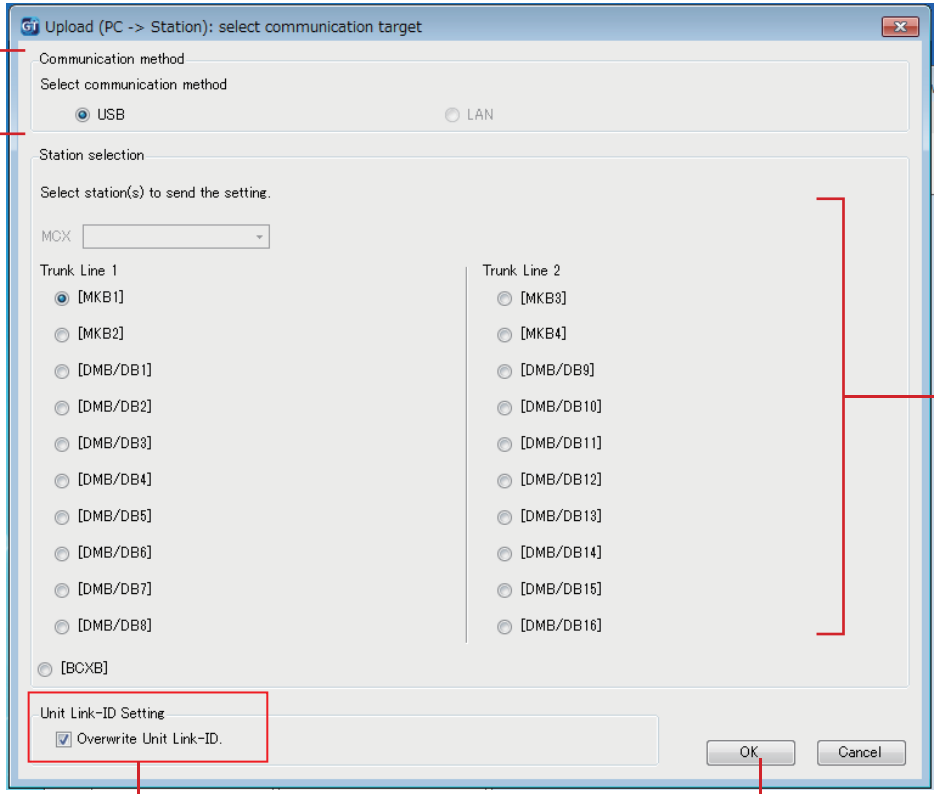 GT Upload (PC -> Station): select communication target
Communication method
Select communication method
USB
LAN
Station selection
Select station(s) to send the setting.
MCX
Trunk Line 1
[MKB1]
[MKB2]
[DMB/DB1]
[DMB/DB2]
[DMB/DB3]
[DMB/DB4]
[DMB/DB5]
[DMB/DB6]
[DMB/DB7]
[DMB/DB8]
Trunk Line 2
[MKB3]
[MKB4]
[DMB/DB9]
[DMB/DB10]
[DMB/DB11]
[DMB/DB12]
[DMB/DB13]
[DMB/DB14]
[DMB/DB15]
[DMB/DB16]
[BCXB]
Unit Link-ID Setting
Overwrite Unit Link-ID.
OK
Cancel